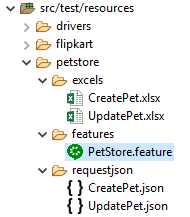 src/test/resources
drivers
flipkart
petstore
excels
CreatePet.xlsx
UpdatePet.xlsx
features
PetStore.feature
requestjson
CreatePet.json
UpdatePet.json